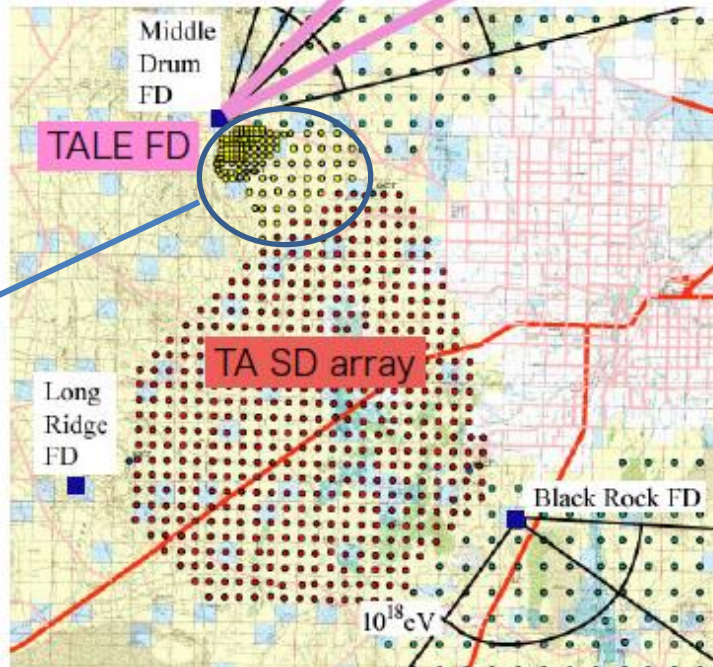 Middle
Drum
FD
TALE FD
TA SD array
Long
Ridge
FD
Black Rock FD
10¹⁸eV